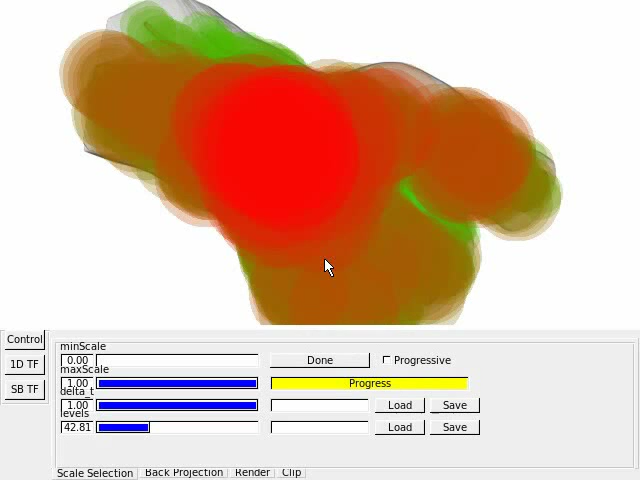 Control
1D TF
SB TF
minScale
0.00
Done
Progressive
maxScale
1.00
Progress
delta_t
1.00
Load
Save
levels
42.81
Load
Save
Scale Selection
Back Projection
Render
Clip